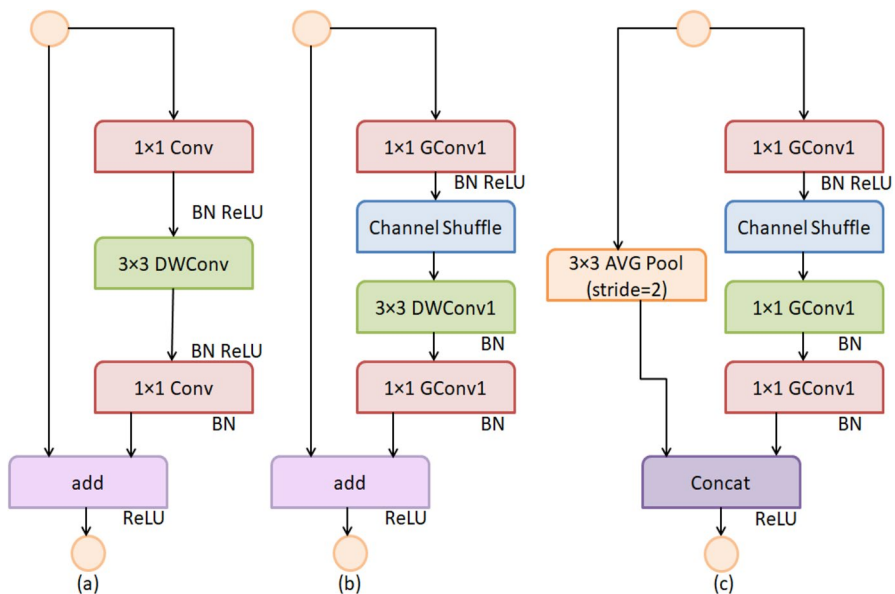 1×1 Conv
BN ReLU
3×3 DWConv
BN ReLU
1×1 Conv
BN
add
ReLU
(a)
1×1 GConv1
BN ReLU
Channel Shuffle
3×3 DWConv1
BN
1×1 GConv1
BN
add
ReLU
(b)
1×1 GConv1
BN ReLU
Channel Shuffle
3×3 AVG Pool
(stride=2)
1×1 GConv1
BN
1×1 GConv1
BN
Concat
ReLU
(c)